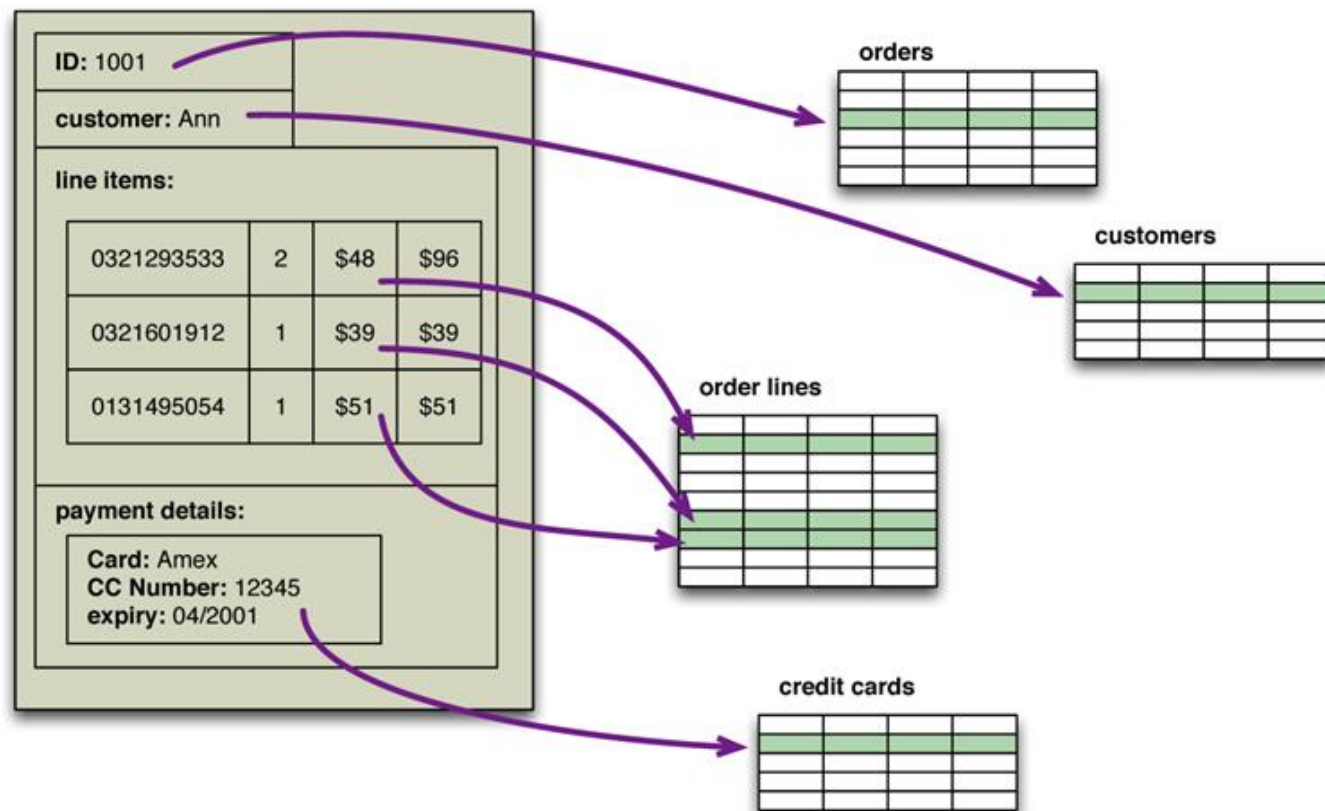 ID: 1001
customer: Ann
line items:
0321293533 2 $48 $96
0321601912 1 $39 $39
0131495054 1 $51 $51
payment details:
Card: Amex
CC Number: 12345
expiry: 04/2001
orders
customers
order lines
credit cards